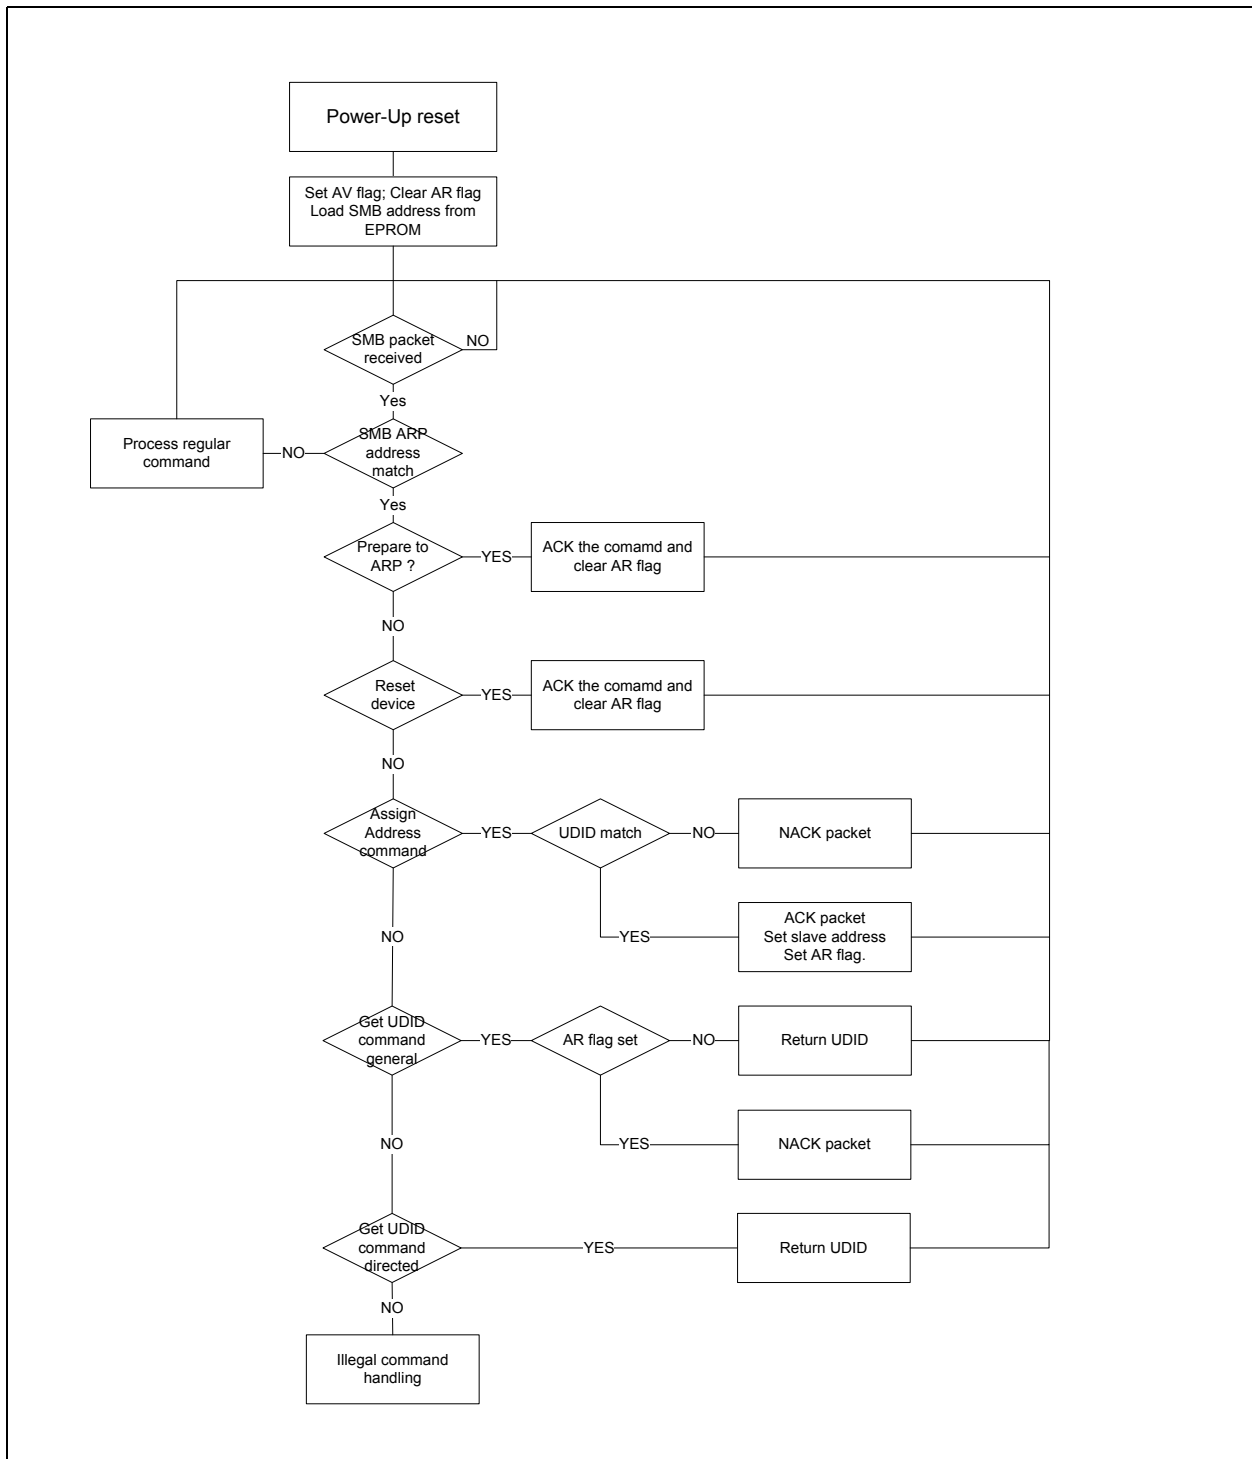 Power-Up reset
Set AV flag; Clear AR flag
Load SMB address from
EPROM
SMB packet
received
NO
Yes
SMB ARP
address
match
NO
Process regular
command
Yes
Prepare to
ARP ?
YES
ACK the comamd and
clear AR flag
NO
Reset
device
YES
ACK the comamd and
clear AR flag
NO
Assign
Address
command
YES
UDID match
NO
NACK packet
YES
ACK packet
Set slave address
Set AR flag.
NO
Get UDID
command
general
YES
AR flag set
NO
Return UDID
YES
NACK packet
NO
Get UDID
command
directed
YES
Return UDID
NO
Illegal command
handling